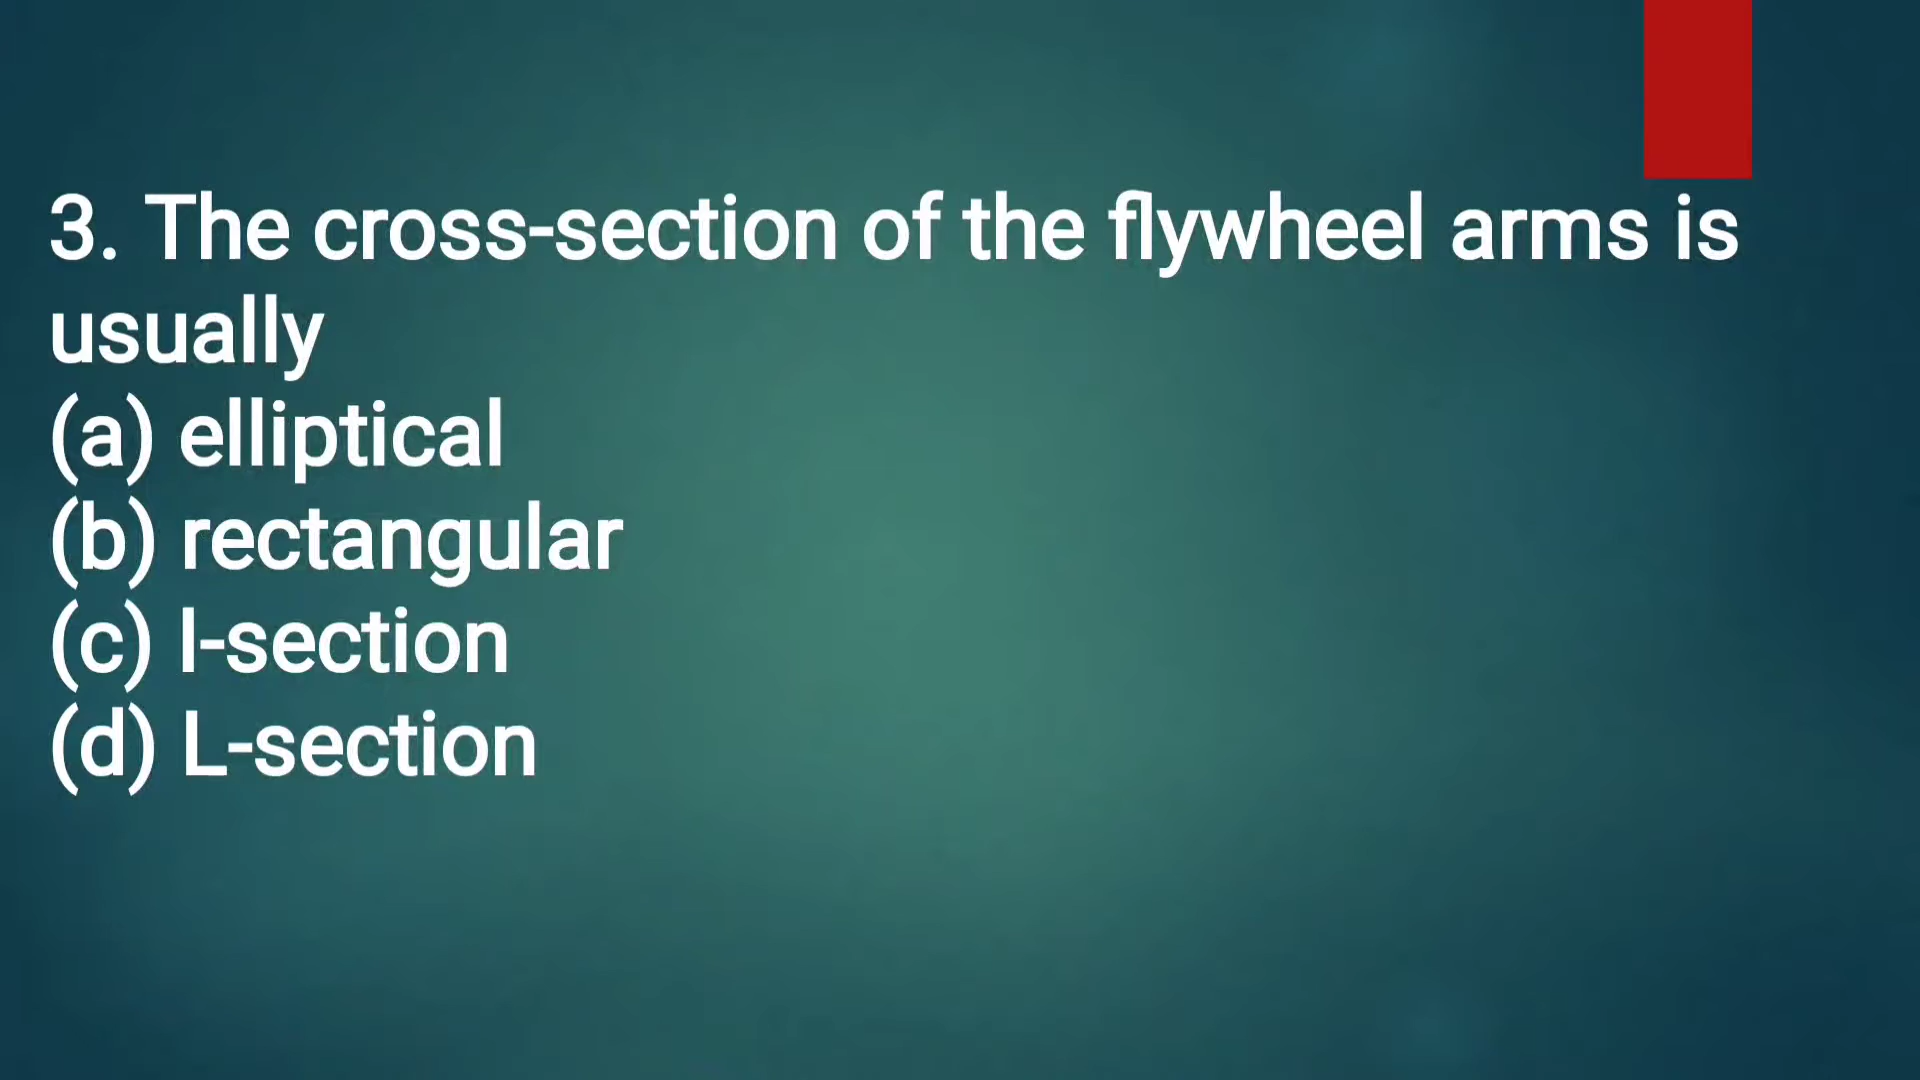 3. The cross-section of the flywheel arms is
usually
(a) elliptical
(b) rectangular
(c) I-section
(d) L-section